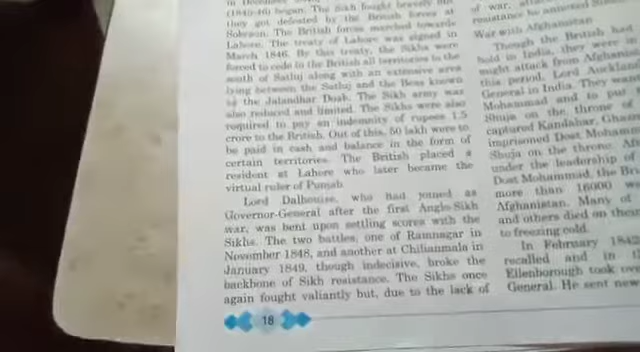 (1845-46) began. The Sikh fought bravely but
they got defeated by the British forces at
Sobraon. The British forces marched towards
Lahore. The treaty of Lahore was signed in
March 1846. By this treaty, the Sikhs were
forced to cede to the British all territories to the
south of Satluj along with an extensive area
lying between the Satluj and the Beas known
as the Jalandhar Doab. The Sikh army was
also reduced and limited. The Sikhs were also
required to pay an indemnity of rupees 1.5
crore to the British. Out of this, 50 lakh were to
be paid in cash and balance in the form of
certain territories. The British placed a
resident at Lahore who later became the
virtual ruler of Punjab.
Lord Dalhousie, who had joined as
Governor-General after the first Anglo-Sikh
war, was bent upon settling scores with the
Sikhs. The two battles, one of Ramnagar in
November 1848, and another at Chilianmala in
January 1849, though indecisive, broke the
backbone of Sikh resistance. The Sikhs once
again fought valiantly but, due to the lack of
18
of war,
resistance he annexed
War with Afghanistan
Though the British had
hold in India, they were
might attack from
this period. Lord
General in India. They
Mohammad and to put
Shuja on the throne of
captured Kandahar,
imprisoned Dost
Shuja on the throne.
under the leadership of
Dost Mohammad, the
more than 16000
Afghanistan. Many of
and others died on
to freezing cold.
In February
recalled and in
Ellenborough took
General. He sent new